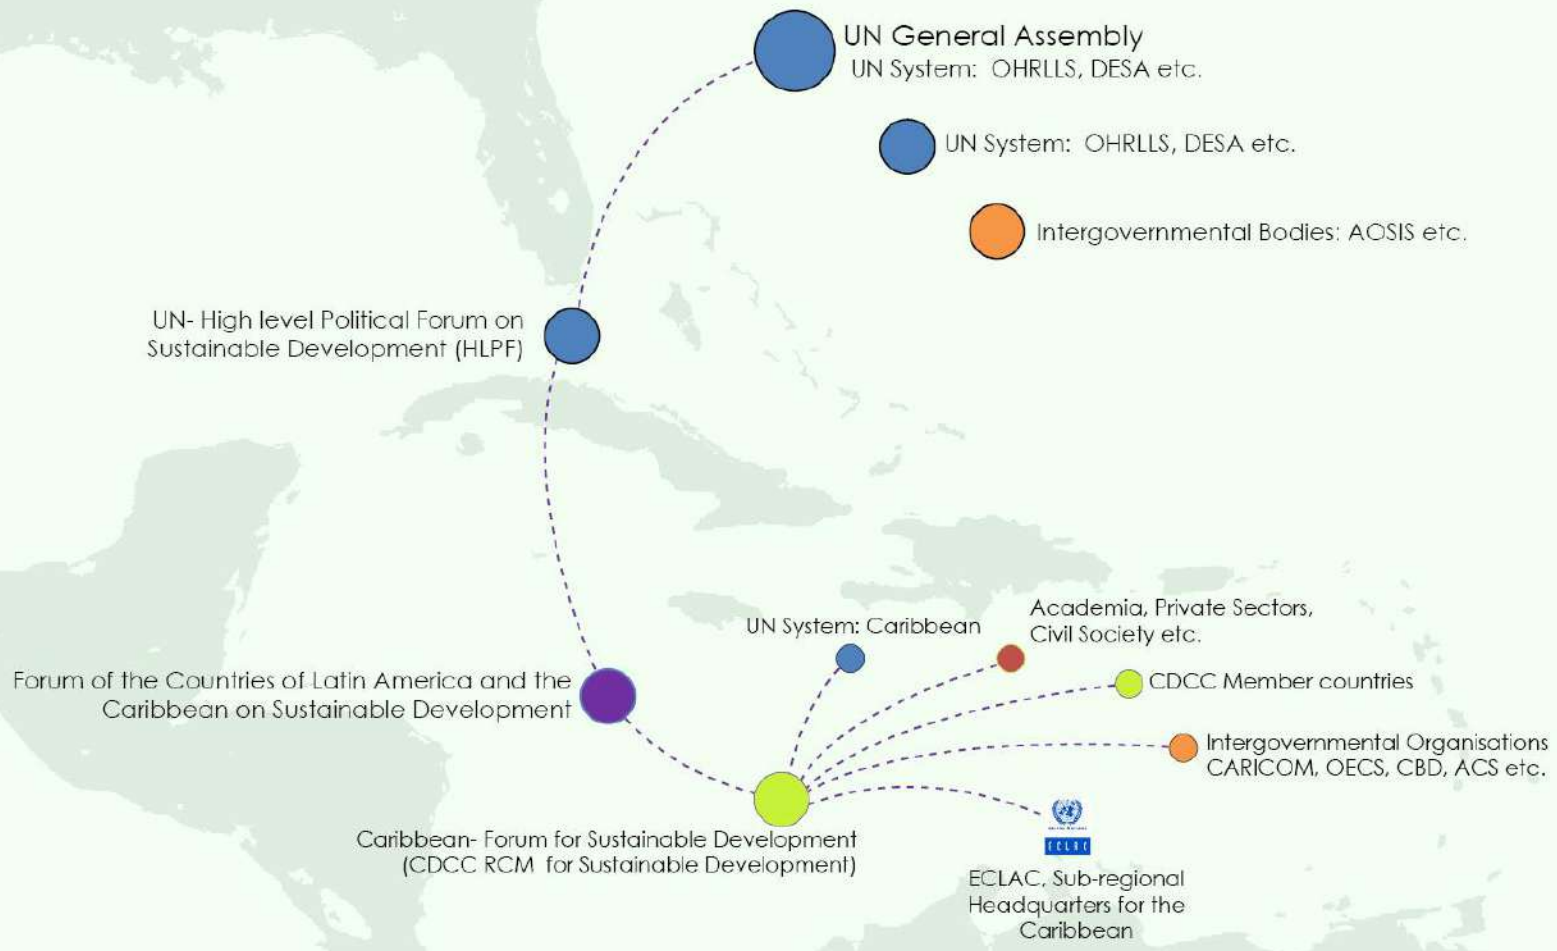 UN General Assembly
UN System: OHRLLS, DESA etc.
UN System: OHRLLS, DESA etc.
Intergovernmental Bodies: AOSIS etc.
UN- High level Political Forum on
Sustainable Development (HLPF)
Academia, Private Sectors,
Civil Society etc.
UN System: Caribbean
Forum of the Countries of Latin America and the
Caribbean on Sustainable Development
CDCC Member countries
Intergovernmental Organisations
CARICOM, OECS, CBD, ACS etc.
Caribbean- Forum for Sustainable Development
(CDCC RCM for Sustainable Development)
ECLAC
ECLAC, Sub-regional
Headquarters for the
Caribbean